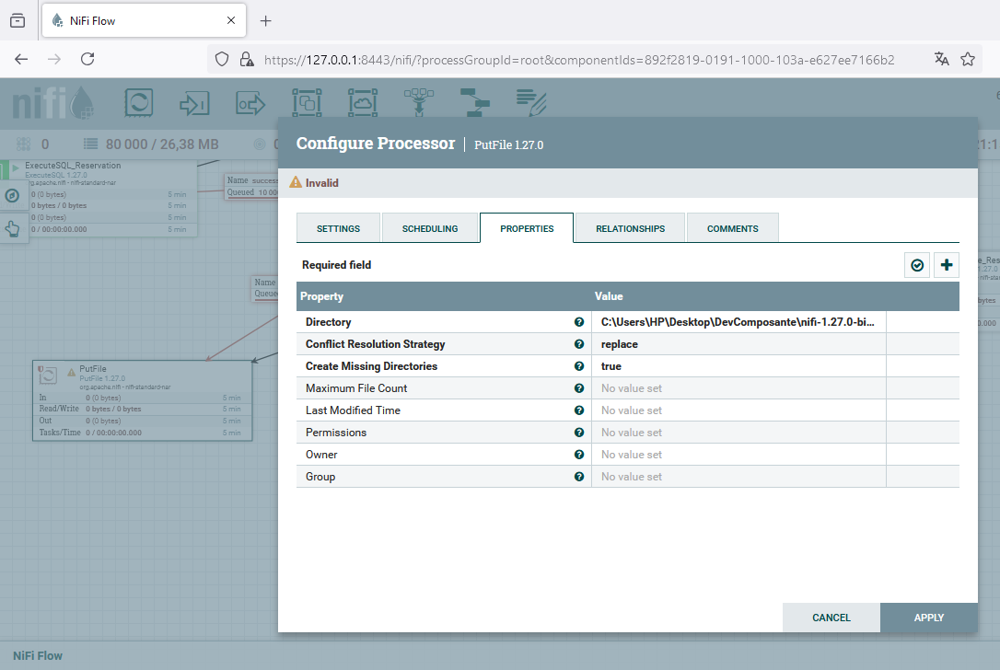 NiFi Flow
https://127.0.0.1:8443/nifi/?processGroupId=root&componentIds=892f2819-0191-1000-103a-e627ee7166b2
nifi
0 80 000 / 26,38 MB 0
Configure Processor PutFile 1.27.0
Invalid
SETTINGS SCHEDULING PROPERTIES RELATIONSHIPS COMMENTS
Required field
Property Value
Directory C:\Users\HP\Desktop\DevComposante\nifi-1.27.0-bi...
Conflict Resolution Strategy replace
Create Missing Directories true
Maximum File Count No value set
Last Modified Time No value set
Permissions No value set
Owner No value set
Group No value set
CANCEL APPLY
ExecuteSQL_Reservation
ExecuteSQL 1.27.0
org.apache.nifi - nifi-standard-nar
0 (0 bytes) 5 min
0 bytes / 0 bytes 5 min
0 (0 bytes) 5 min
0 / 00:00:00.000 5 min
Name success
Queued 10 00
Name
Queued
PutFile
PutFile 1.27.0
org.apache.nifi - nifi-standard-nar
In 0 (0 bytes) 5 min
Read/Write 0 bytes / 0 bytes 5 min
Out 0 (0 bytes) 5 min
Tasks/Time 0 / 00:00:00.000 5 min
NiFi Flow